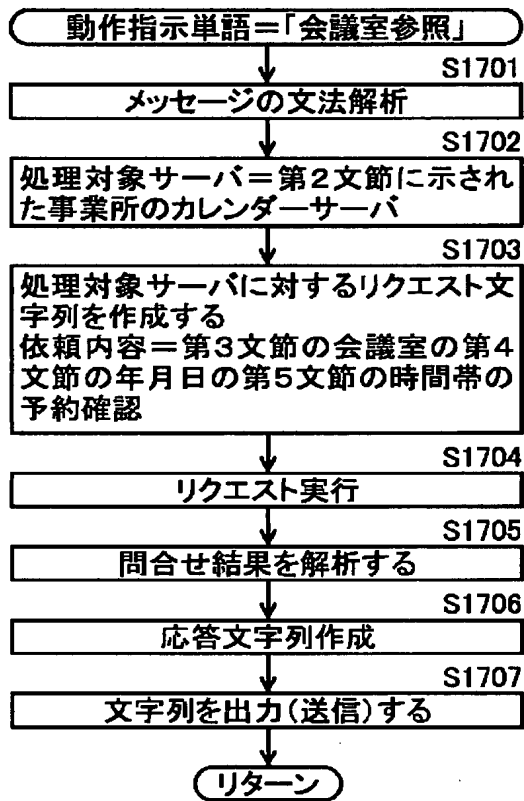 動作指示単語=「会議室参照」
S1701
メッセージの文法解析
S1702
処理対象サーバ=第2文節に示され
た事業所のカレンダーサーバ
S1703
処理対象サーバに対するリクエスト文
字列を作成する
依頼内容=第3文節の会議室の第4
文節の年月日の第5文節の時間帯の
予約確認
S1704
リクエスト実行
S1705
問合せ結果を解析する
S1706
応答文字列作成
S1707
文字列を出力(送信)する
リターン